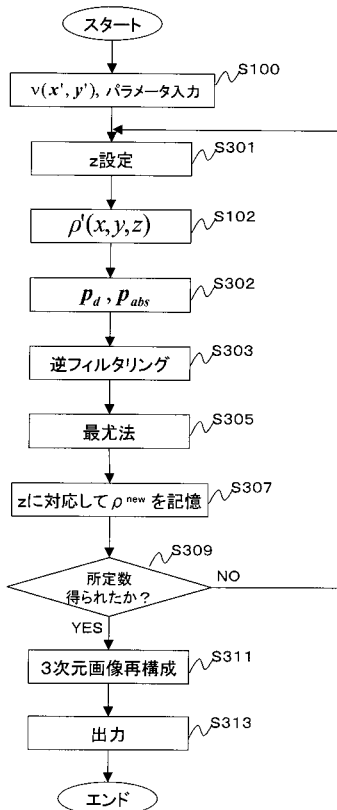 スタート
S100
ν(x', y'), パラメータ入力
S301
z設定
S102
ρ'(x, y, z)
S302
p_d , p_abs
S303
逆フィルタリング
S305
最尤法
S307
zに対応してρ^new を記憶
S309
所定数
得られたか？
NO
YES
S311
３次元画像再構成
S313
出力
エンド